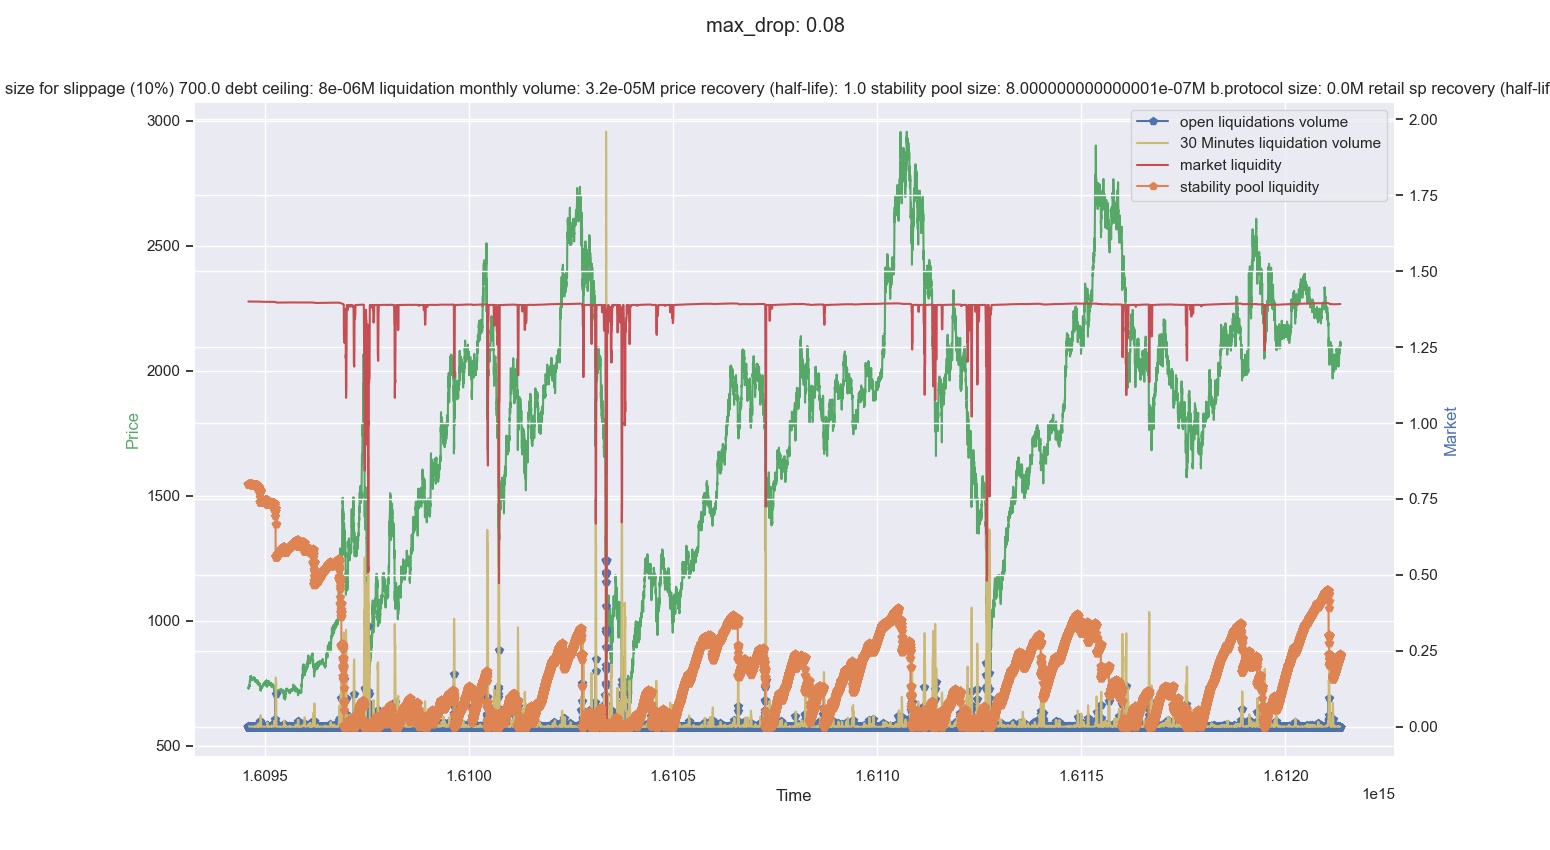 max_drop: 0.08
size for slippage (10%) 700.0 debt ceiling: 8e-06M liquidation monthly volume: 3.2e-05M price recovery (half-life): 1.0 stability pool size: 8.000000000000001e-07M b.protocol size: 0.0M retail sp recovery (half-lif
open liquidations volume
30 Minutes liquidation volume
market liquidity
stability pool liquidity
3000
2500
2000
1500
1000
500
Price
2.00
1.75
1.50
1.25
1.00
0.75
0.50
0.25
0.00
Market
1.6095 1.6100 1.6105 1.6110 1.6115 1.6120
Time
1e15